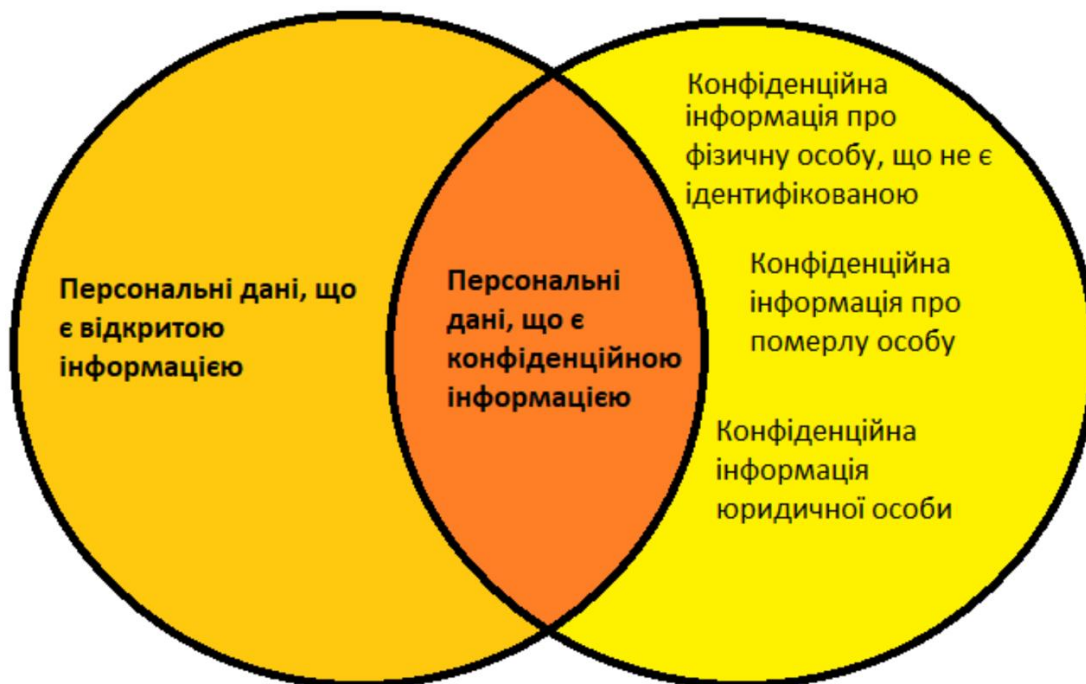 Персональні дані, що
є відкритою
інформацією
Персональні
дані, що є
конфіденційною
інформацією
Конфіденційна
інформація про
фізичну особу, що не є
ідентифікованою
Конфіденційна
інформація про
померлу особу
Конфіденційна
інформація
юридичної особи